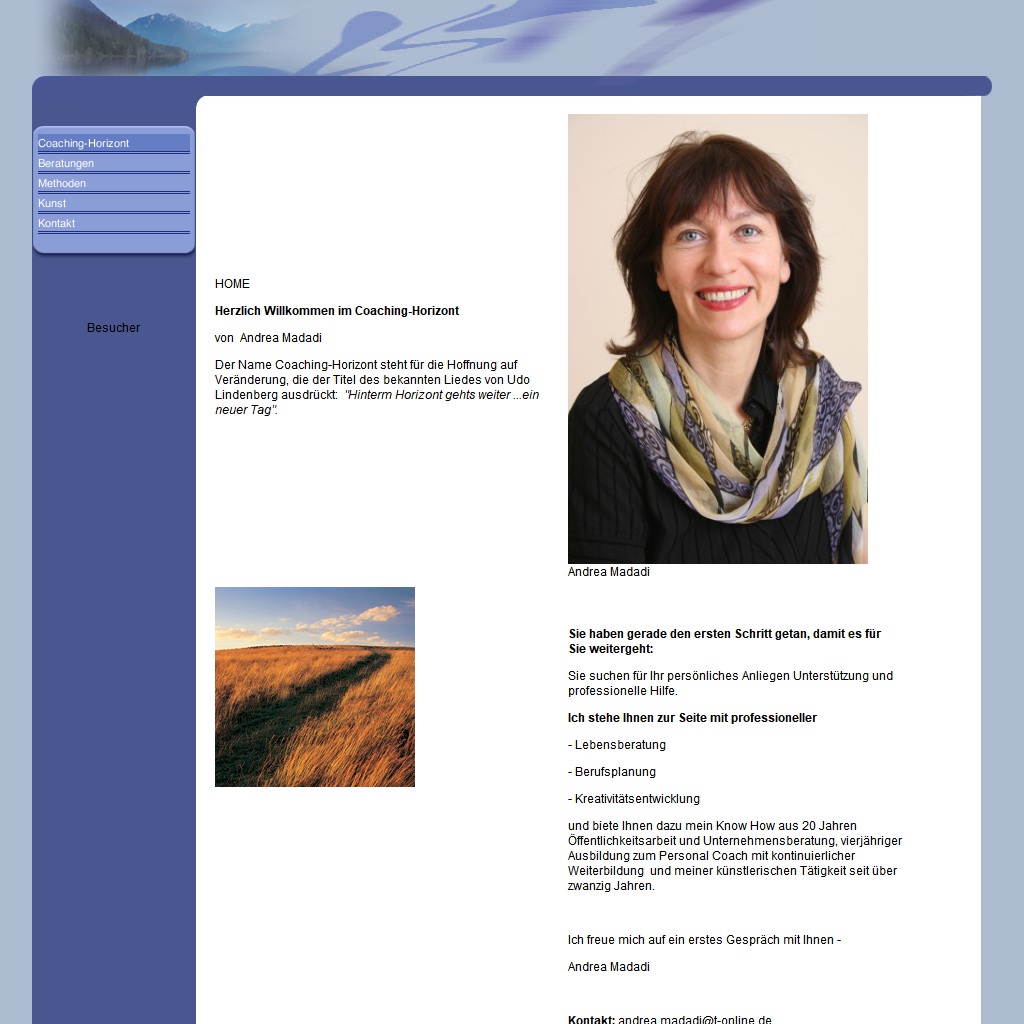 Coaching-Horizont
Beratungen
Methoden
Kunst
Kontakt
Besucher
HOME
Herzlich Willkommen im Coaching-Horizont
von  Andrea Madadi
Der Name Coaching-Horizont steht für die Hoffnung auf
Veränderung, die der Titel des bekannten Liedes von Udo
Lindenberg ausdrückt:  "Hinterm Horizont gehts weiter ...ein
neuer Tag".
Andrea Madadi
Sie haben gerade den ersten Schritt getan, damit es für
Sie weitergeht:
Sie suchen für Ihr persönliches Anliegen Unterstützung und
professionelle Hilfe.
Ich stehe Ihnen zur Seite mit professioneller
- Lebensberatung
- Berufsplanung
- Kreativitätsentwicklung
und biete Ihnen dazu mein Know How aus 20 Jahren
Öffentlichkeitsarbeit und Unternehmensberatung, vierjähriger
Ausbildung zum Personal Coach mit kontinuierlicher
Weiterbildung  und meiner künstlerischen Tätigkeit seit über
zwanzig Jahren.
Ich freue mich auf ein erstes Gespräch mit Ihnen -
Andrea Madadi
Kontakt: andrea.madadi@t-online.de